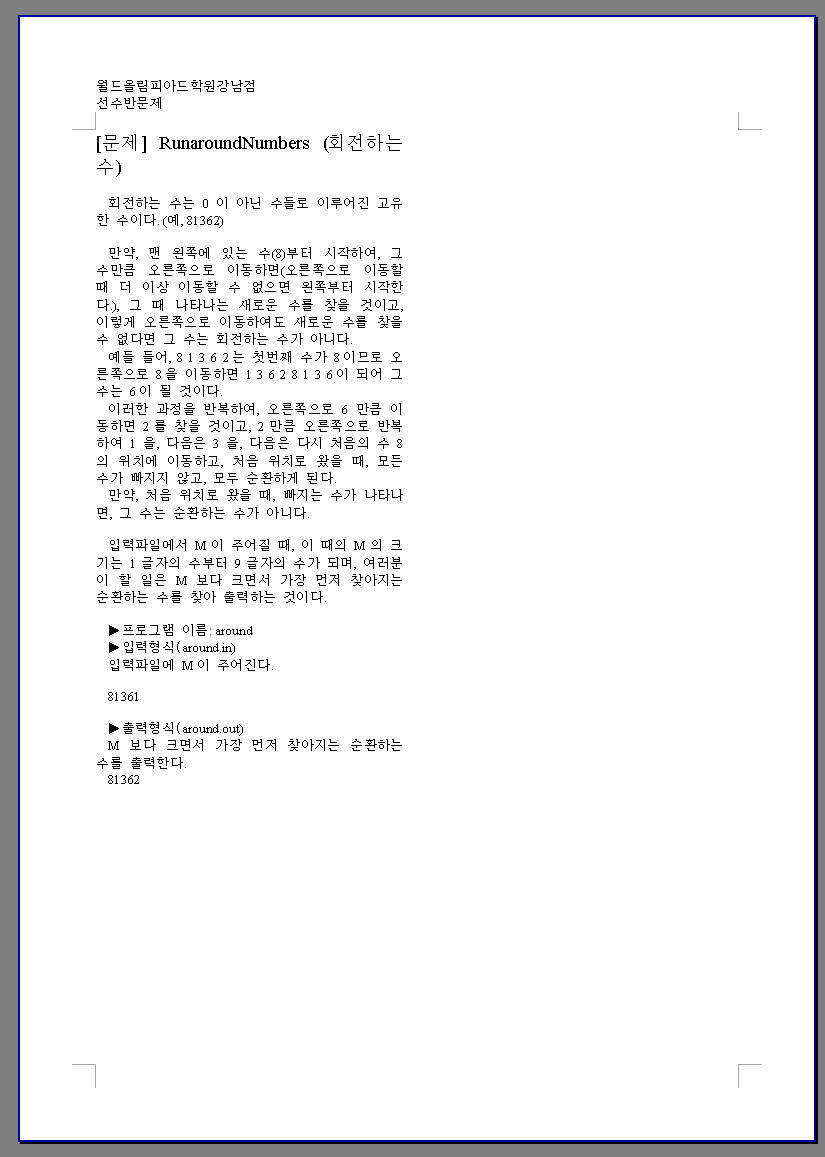 월드올림피아드학원강남점
선수반문제
[문제] RunaroundNumbers (회전하는
수)
회전하는 수는 0 이 아닌 수들로 이루어진 고유
한 수이다. (예, 81362)
만약, 맨 왼쪽에 있는 수(8)부터 시작하여, 그
수만큼 오른쪽으로 이동하면(오른쪽으로 이동할
때 더 이상 이동할 수 없으면 왼쪽부터 시작한
다.), 그 때 나타나는 새로운 수를 찾을 것이고,
이렇게 오른쪽으로 이동하여도 새로운 수를 찾을
수 없다면 그 수는 회전하는 수가 아니다.
예들 들어, 8 1 3 6 2 는 첫번째 수가 8 이므로 오
른쪽으로 8 을 이동하면 1 3 6 2 8 1 3 6 이 되어 그
수는 6 이 될 것이다.
이러한 과정을 반복하여, 오른쪽으로 6 만큼 이
동하면 2 를 찾을 것이고, 2 만큼 오른쪽으로 반복
하여 1 을, 다음은 3 을, 다음은 다시 처음의 수 8
의 위치에 이동하고, 처음 위치로 왔을 때, 모든
수가 빠지지 않고, 모두 순환하게 된다.
만약, 처음 위치로 왔을 때, 빠지는 수가 나타나
면, 그 수는 순환하는 수가 아니다.
입력파일에서 M 이 주어질 때, 이 때의 M 의 크
기는 1 글자의 수부터 9 글자의 수가 되며, 여러분
이 할 일은 M 보다 크면서 가장 먼저 찾아지는
순환하는 수를 찾아 출력하는 것이다.
▶프로그램 이름: around
▶입력형식(around.in)
입력파일에 M 이 주어진다.
81361
▶출력형식(around.out)
M 보다 크면서 가장 먼저 찾아지는 순환하는
수를 출력한다.
81362